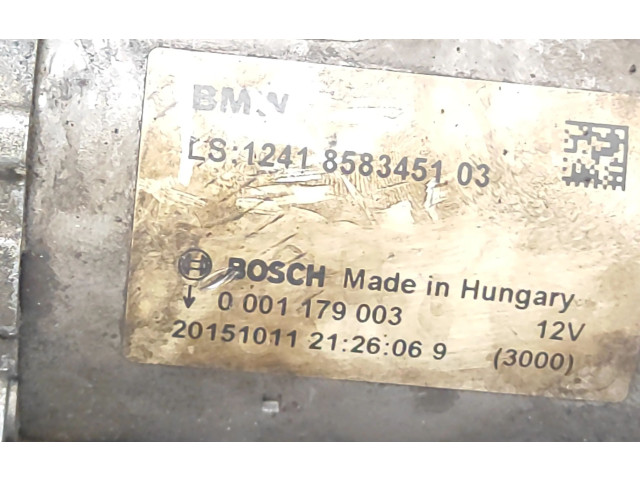 BMW
LS:1241 8583451 03
BOSCH Made in Hungary
0 001 179 003 12V
20151011 21:26:06 9 (3000)